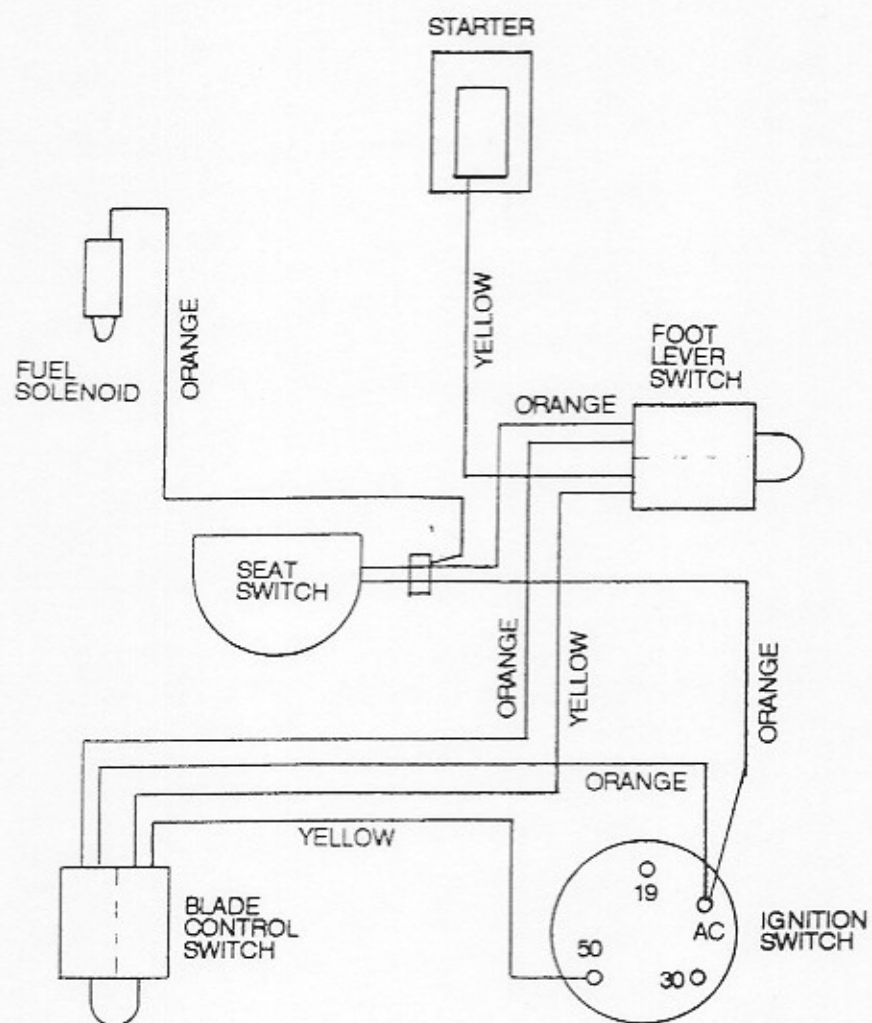 STARTER
YELLOW
ORANGE
FUEL
SOLENOID
FOOT
LEVER
SWITCH
ORANGE
SEAT
SWITCH
ORANGE
YELLOW
ORANGE
ORANGE
YELLOW
BLADE
CONTROL
SWITCH
19
AC
50
30
IGNITION
SWITCH